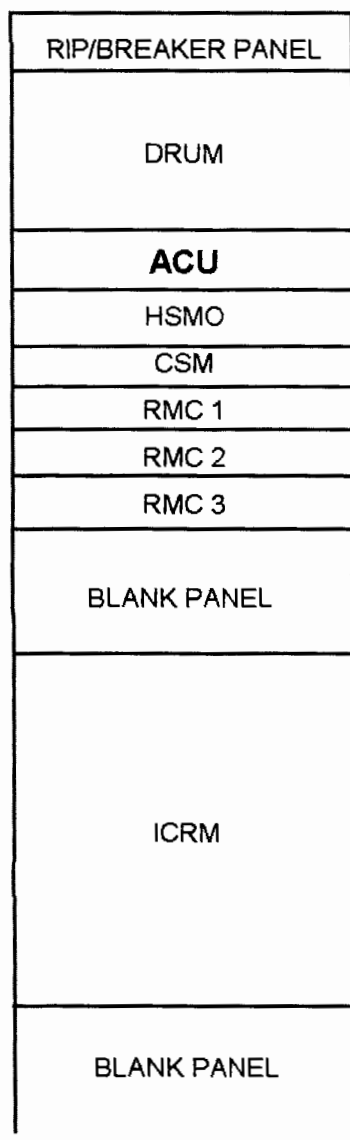 RIP/BREAKER PANEL
DRUM
ACU
HSMO
CSM
RMC 1
RMC 2
RMC 3
BLANK PANEL
ICRM
BLANK PANEL